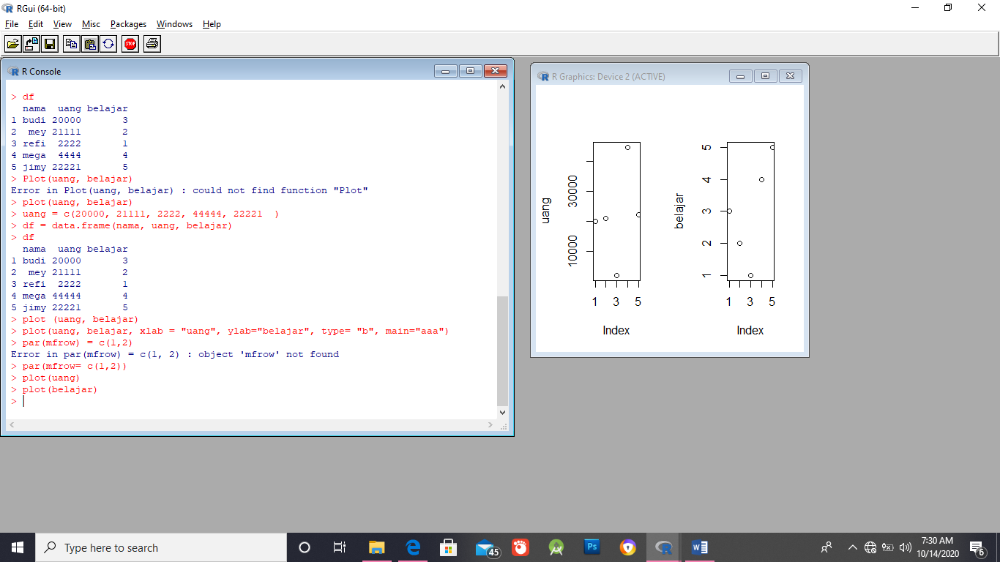 RGui (64-bit)
File Edit View Misc Packages Windows Help
STOP
R Console
> df
  nama  uang belajar
1 budi 20000       3
2  mey 21111       2
3 refi  2222       1
4 mega  4444       4
5 jimy 22221       5
> Plot(uang, belajar)
Error in Plot(uang, belajar) : could not find function "Plot"
> plot(uang, belajar)
> uang = c(20000, 21111, 2222, 44444, 22221  )
> df = data.frame(nama, uang, belajar)
> df
  nama  uang belajar
1 budi 20000       3
2  mey 21111       2
3 refi  2222       1
4 mega 44444       4
5 jimy 22221       5
> plot (uang, belajar)
> plot(uang, belajar, xlab = "uang", ylab="belajar", type= "b", main="aaa")
> par(mfrow) = c(1,2)
Error in par(mfrow) = c(1, 2) : object 'mfrow' not found
> par(mfrow= c(1,2))
> plot(uang)
> plot(belajar)
>
R Graphics: Device 2 (ACTIVE)
uang
30000
10000
1 3 5
Index
belajar
5
4
3
2
1
1 3 5
Index
Type here to search
45
Ps
7:30 AM
10/14/2020
6